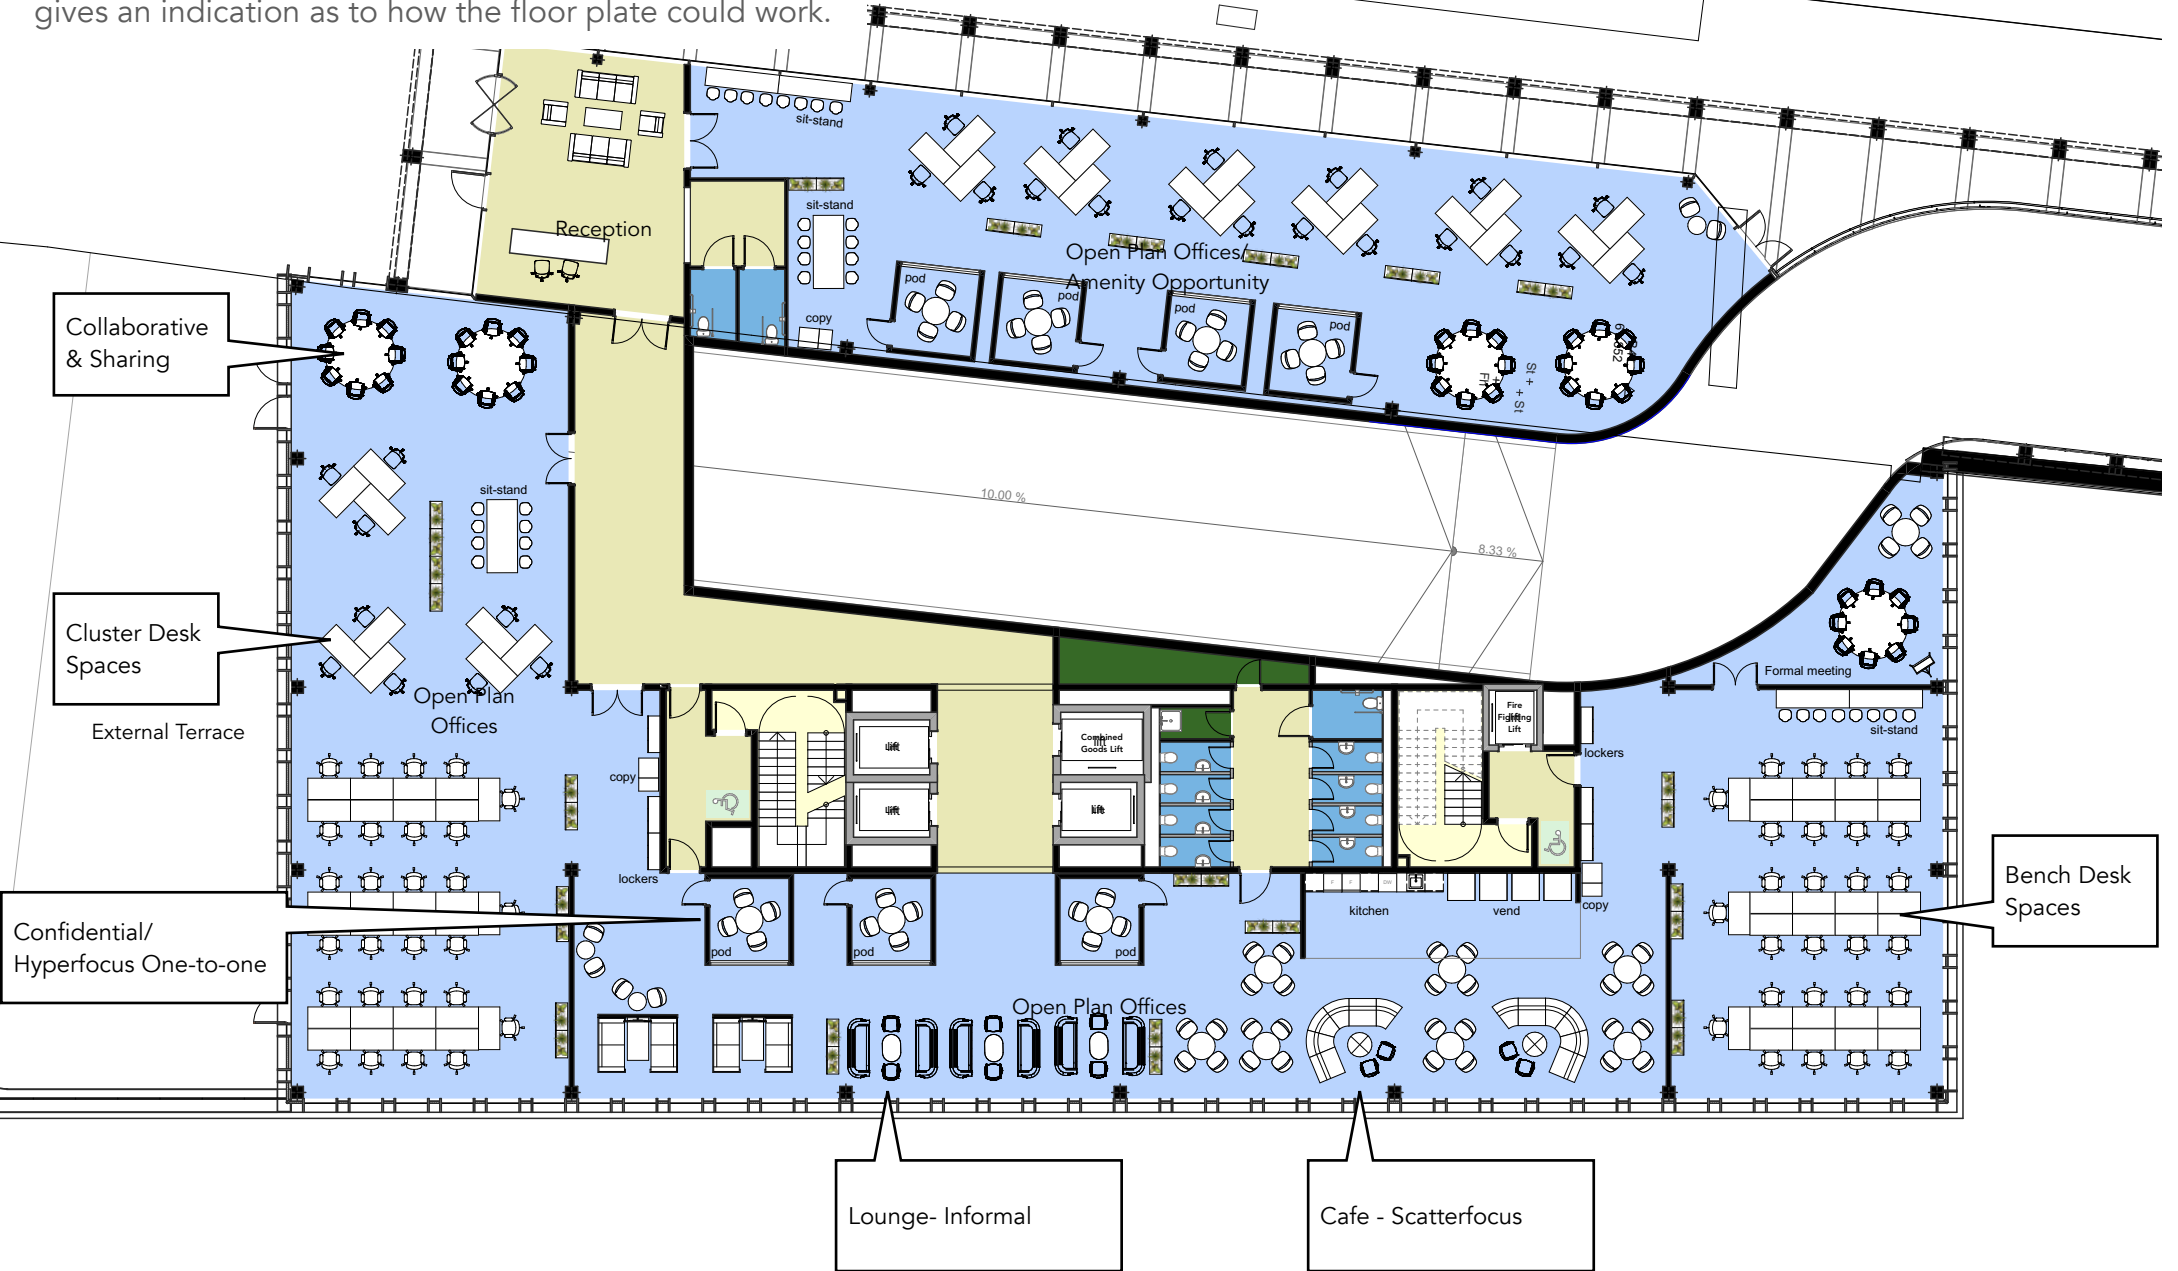 gives an indication as to how the floor plate could work.
sit-stand
Reception
sit-stand
Open Plan Offices/
Amenity Opportunity
pod
pod
pod
pod
copy
Collaborative
& Sharing
sit-stand
10.00 %
8.33 %
Cluster Desk
Spaces
External Terrace
Open Plan
Offices
Formal meeting
sit-stand
lockers
copy
lift
lift
Combined
Goods Lift
lift
lift
Fire
Fighting
Lift
lockers
Confidential/
Hyperfocus One-to-one
pod
pod
pod
kitchen
vend
copy
Bench Desk
Spaces
Open Plan Offices
Lounge- Informal
Cafe - Scatterfocus